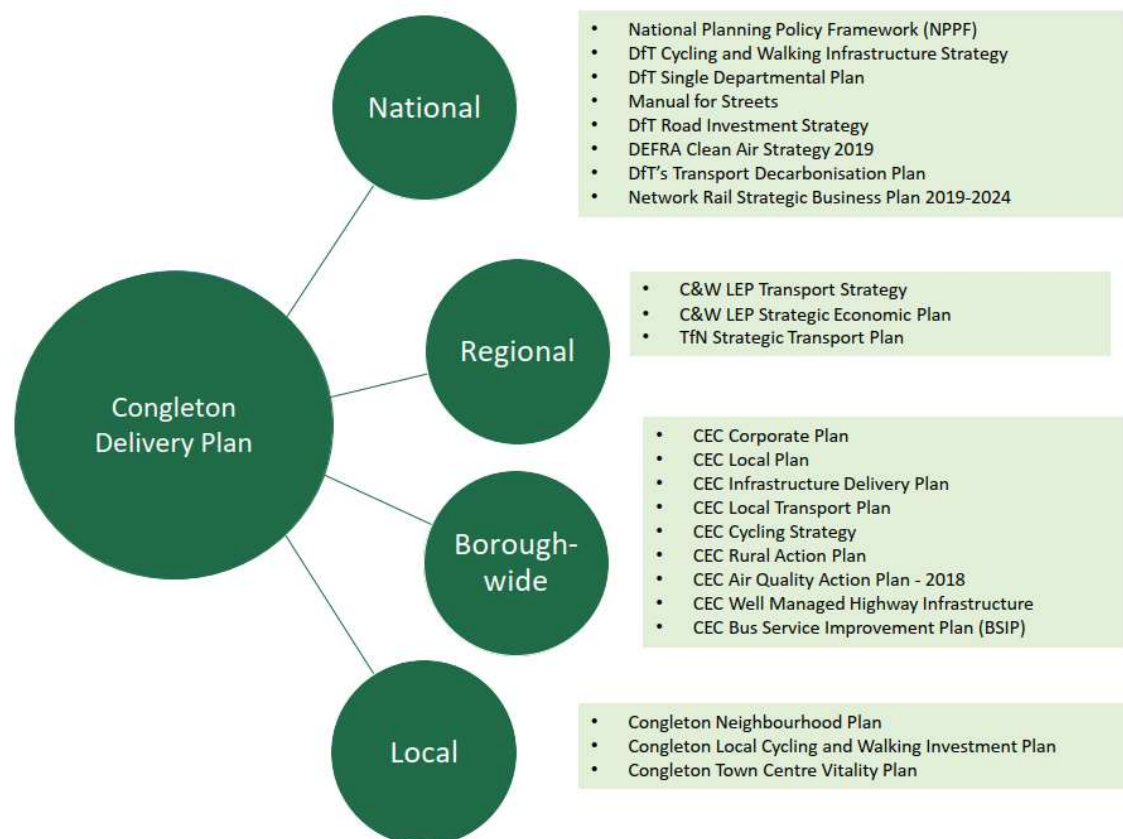 National
• National Planning Policy Framework (NPPF)
• DfT Cycling and Walking Infrastructure Strategy
• DfT Single Departmental Plan
• Manual for Streets
• DfT Road Investment Strategy
• DEFRA Clean Air Strategy 2019
• DfT's Transport Decarbonisation Plan
• Network Rail Strategic Business Plan 2019-2024
Regional
• C&W LEP Transport Strategy
• C&W LEP Strategic Economic Plan
• TfN Strategic Transport Plan
Congleton
Delivery Plan
Borough-
wide
• CEC Corporate Plan
• CEC Local Plan
• CEC Infrastructure Delivery Plan
• CEC Local Transport Plan
• CEC Cycling Strategy
• CEC Rural Action Plan
• CEC Air Quality Action Plan - 2018
• CEC Well Managed Highway Infrastructure
• CEC Bus Service Improvement Plan (BSIP)
Local
• Congleton Neighbourhood Plan
• Congleton Local Cycling and Walking Investment Plan
• Congleton Town Centre Vitality Plan